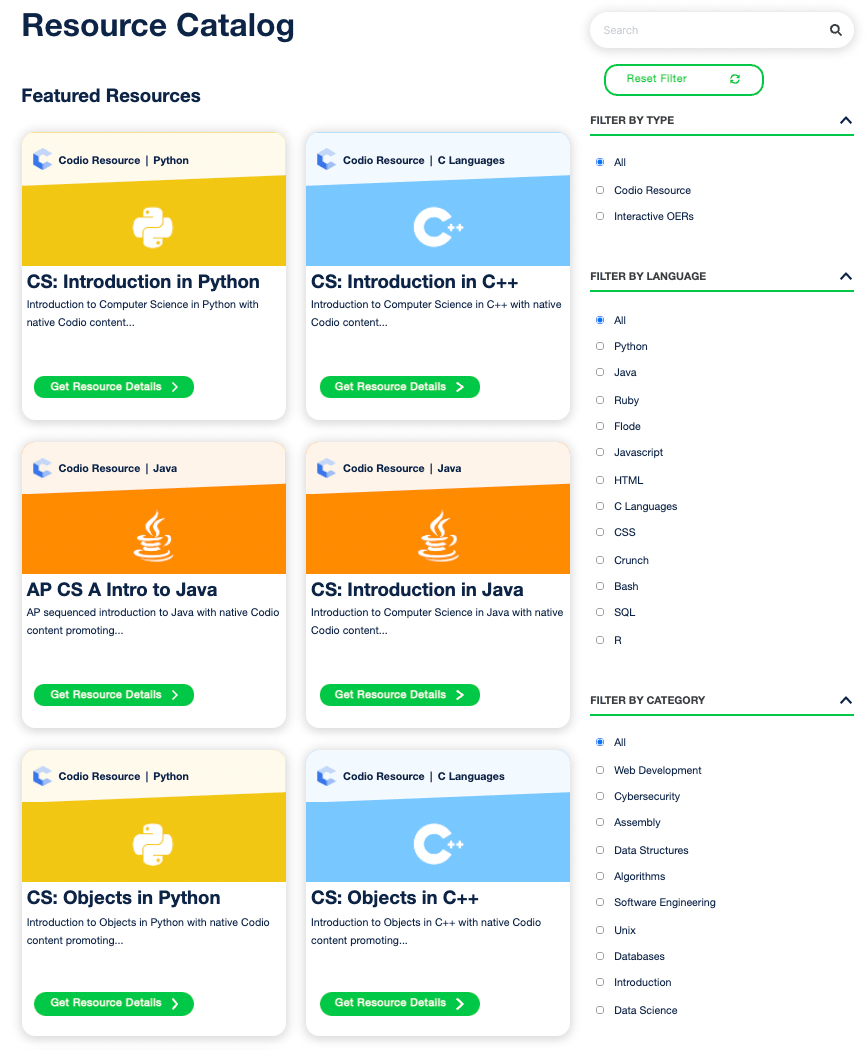 Resource Catalog
Search
Reset Filter
Featured Resources
Codio Resource | Python
CS: Introduction in Python
Introduction to Computer Science in Python with
native Codio content...
Get Resource Details
Codio Resource | C Languages
C++
CS: Introduction in C++
Introduction to Computer Science in C++ with native
Codio content...
Get Resource Details
Codio Resource | Java
AP CS A Intro to Java
AP sequenced introduction to Java with native Codio
content promoting...
Get Resource Details
Codio Resource | Java
CS: Introduction in Java
Introduction to Computer Science in Java with native
Codio content...
Get Resource Details
Codio Resource | Python
CS: Objects in Python
Introduction to Objects in Python with native Codio
content promoting...
Get Resource Details
Codio Resource | C Languages
C++
CS: Objects in C++
Introduction to Objects in C++ with native Codio
content promoting...
Get Resource Details
FILTER BY TYPE
All
Codio Resource
Interactive OERs
FILTER BY LANGUAGE
All
Python
Java
Ruby
Flode
Javascript
HTML
C Languages
CSS
Crunch
Bash
SQL
R
FILTER BY CATEGORY
All
Web Development
Cybersecurity
Assembly
Data Structures
Algorithms
Software Engineering
Unix
Databases
Introduction
Data Science